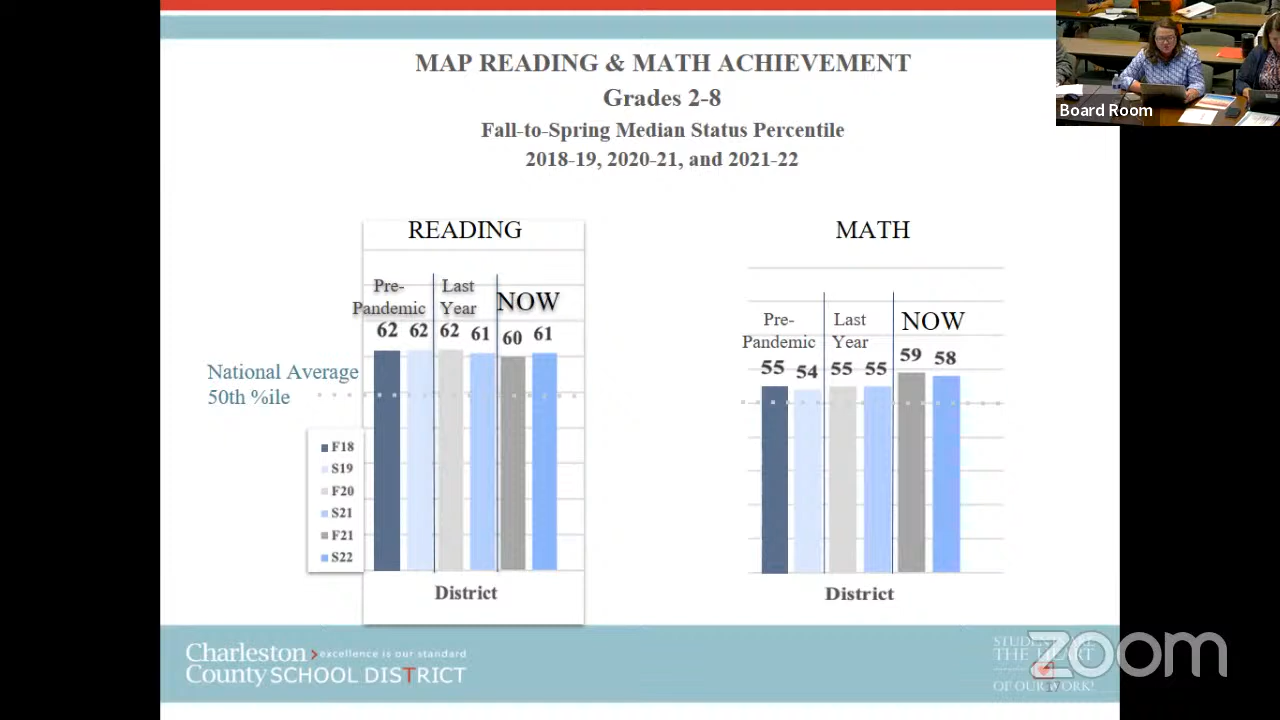 MAP READING & MATH ACHIEVEMENT
Grades 2-8
Fall-to-Spring Median Status Percentile
2018-19, 2020-21, and 2021-22
Board Room
READING
Pre-
Pandemic
Last
Year
NOW
62 62 62 61 60 61
National Average
50th %ile
F18
S19
F20
S21
F21
S22
District
MATH
Pre-
Pandemic
Last
Year
NOW
55 54 55 55 59 58
District
Charleston excellence is our standard
County SCHOOL DISTRICT
THE HEART
OF OUR WORK!
zoom